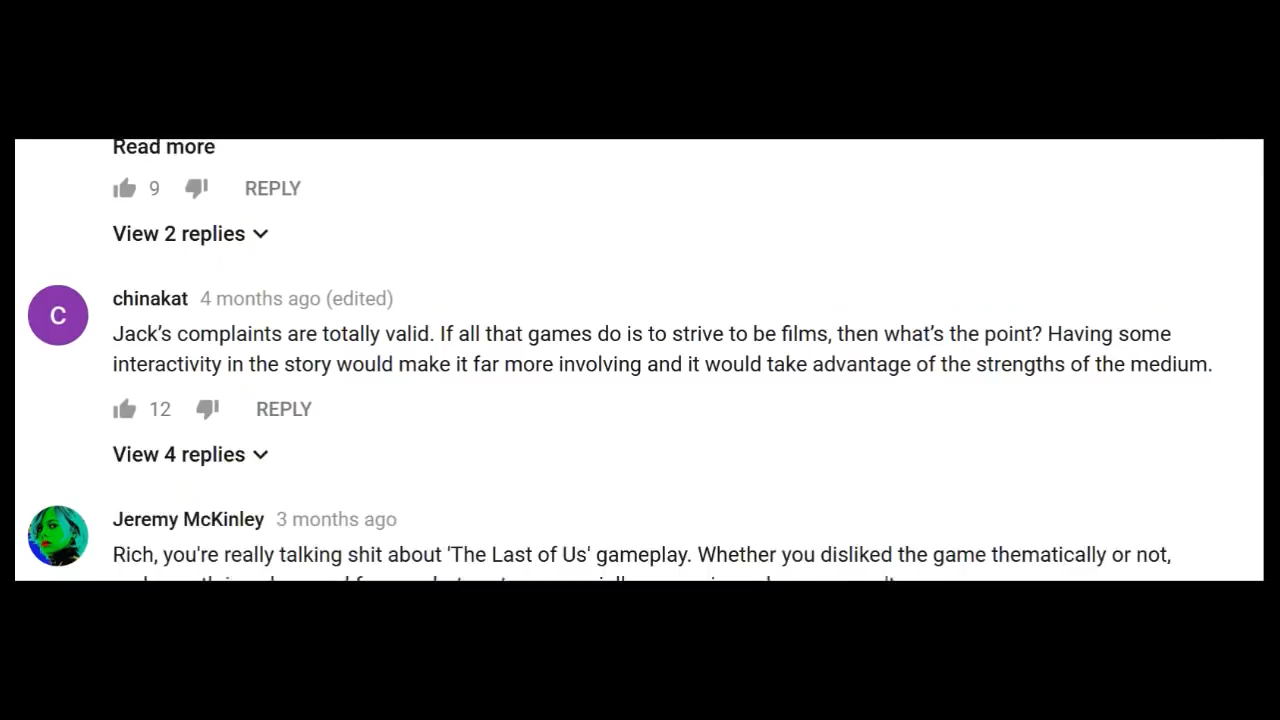 Read more
9 REPLY
View 2 replies
C
chinakat 4 months ago (edited)
Jack’s complaints are totally valid. If all that games do is to strive to be films, then what’s the point? Having some
interactivity in the story would make it far more involving and it would take advantage of the strengths of the medium.
12 REPLY
View 4 replies
Jeremy McKinley 3 months ago
Rich, you're really talking shit about 'The Last of Us' gameplay. Whether you disliked the game thematically or not,